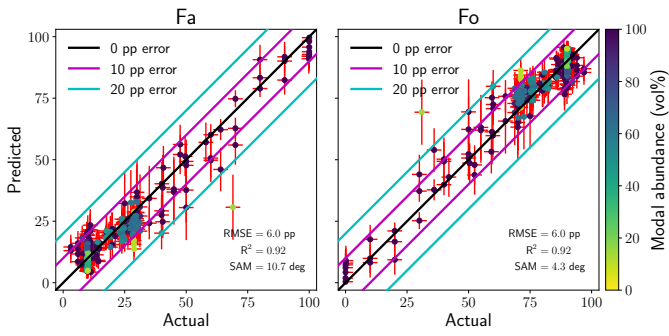 Fa
Fo
100
75
50
25
0
Predicted
0 pp error
10 pp error
20 pp error
RMSE = 6.0 pp
R² = 0.92
SAM = 10.7 deg
0 25 50 75 100
Actual
0 pp error
10 pp error
20 pp error
RMSE = 6.0 pp
R² = 0.92
SAM = 4.3 deg
0 25 50 75 100
Actual
100
80
60
40
20
0
Modal abundance (vol%)